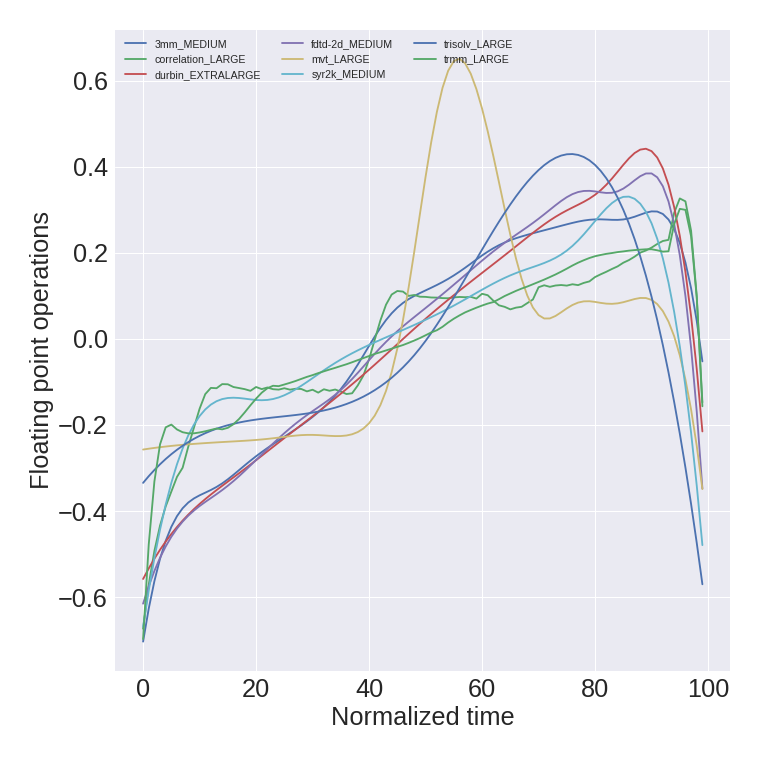 3mm_MEDIUM
correlation_LARGE
durbin_EXTRALARGE
fdtd-2d_MEDIUM
mvt_LARGE
syr2k_MEDIUM
trisolv_LARGE
trmm_LARGE
Floating point operations
0.6
0.4
0.2
0.0
−0.2
−0.4
−0.6
0 20 40 60 80 100
Normalized time